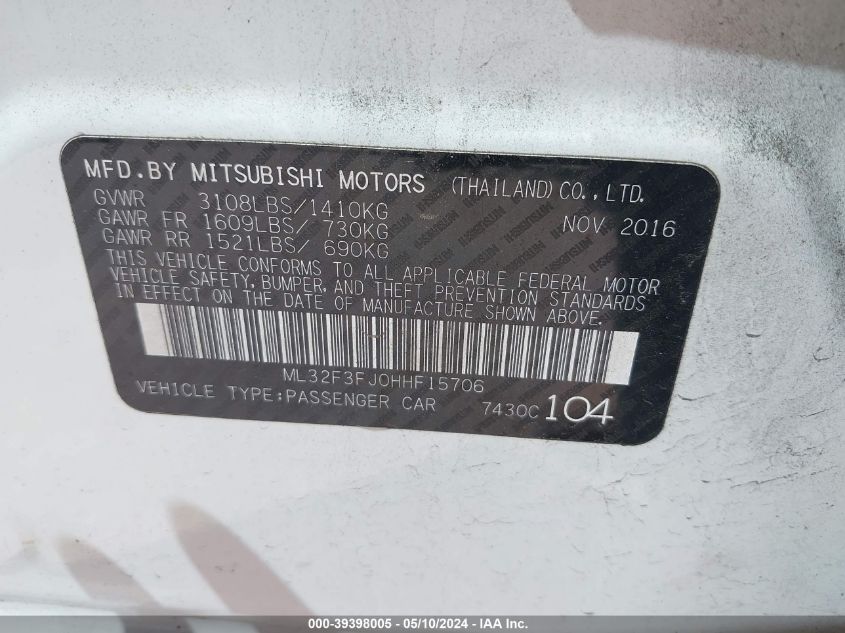 MFD.BY MITSUBISHI MOTORS (THAILAND) CO., LTD.
GVWR 3108LBS/1410KG NOV 2016
GAWR FR 1609LBS/ 730KG
GAWR RR 1521LBS/ 690KG
THIS VEHICLE CONFORMS TO ALL APPLICABLE FEDERAL MOTOR
VEHICLE SAFETY, BUMPER, AND THEFT PREVENTION STANDARDS
IN EFFECT ON THE DATE OF MANUFACTURE SHOWN ABOVE.
ML32F3FJ0HHF15706
VEHICLE TYPE:PASSENGER CAR 7430C 104
000-39398005 - 05/10/2024 - IAA Inc.